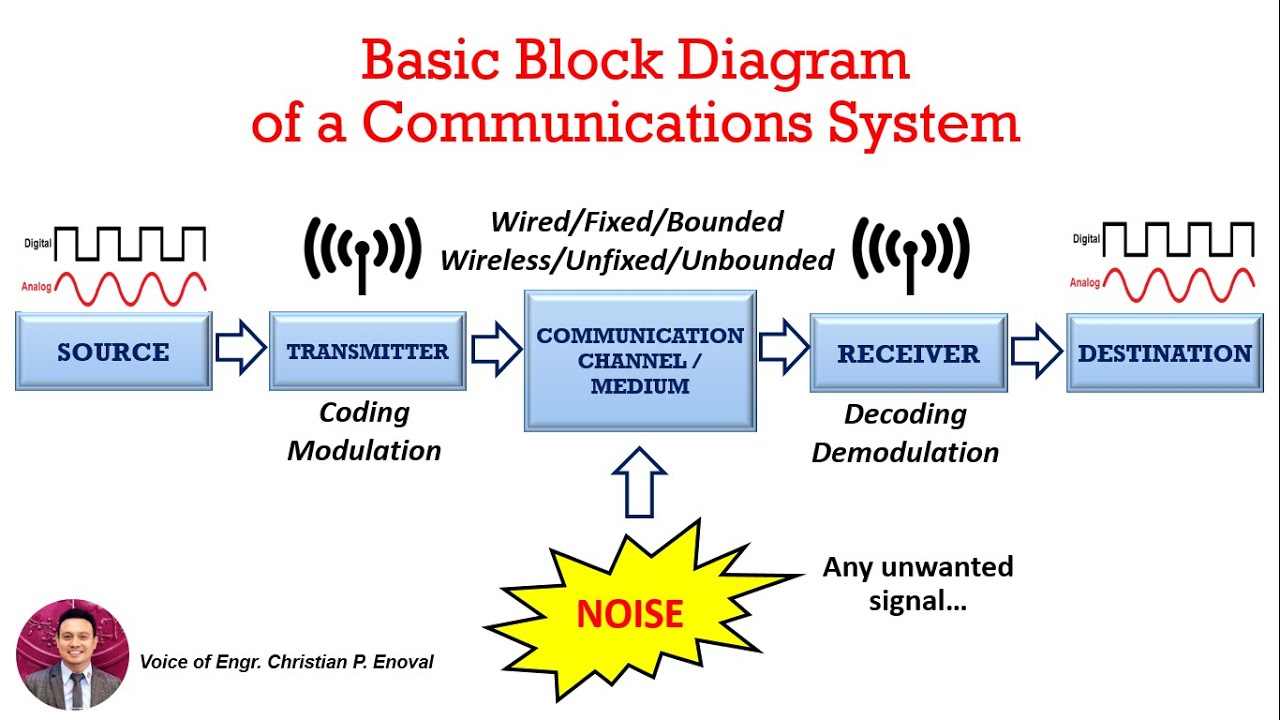 Basic Block Diagram
of a Communications System
Wired/Fixed/Bounded
Wireless/Unfixed/Unbounded
Digital
Analog
Digital
Analog
SOURCE
TRANSMITTER
COMMUNICATION
CHANNEL /
MEDIUM
RECEIVER
DESTINATION
Coding
Modulation
Decoding
Demodulation
NOISE
Any unwanted
signal...
Voice of Engr. Christian P. Enoval